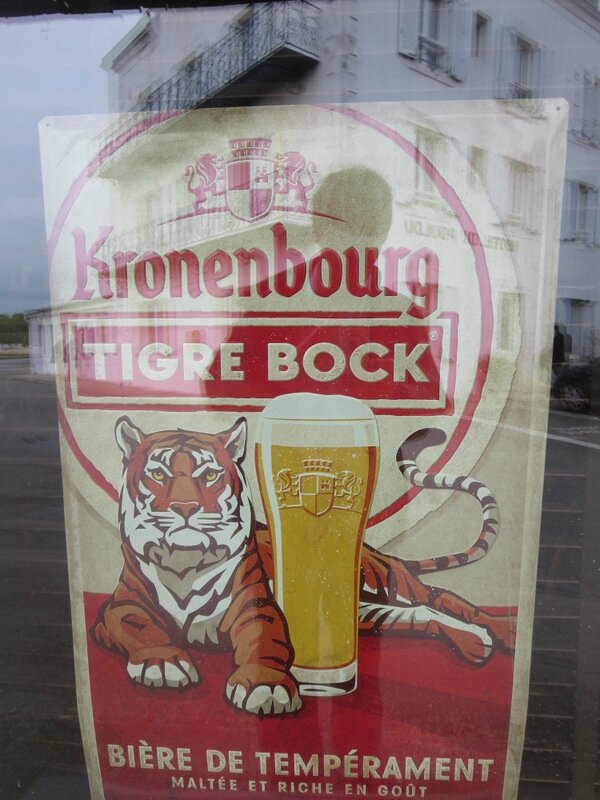 Kronenbourg
TIGRE BOCK®
BIÈRE DE TEMPÉRAMENT
MALTÉE ET RICHE EN GOÛT